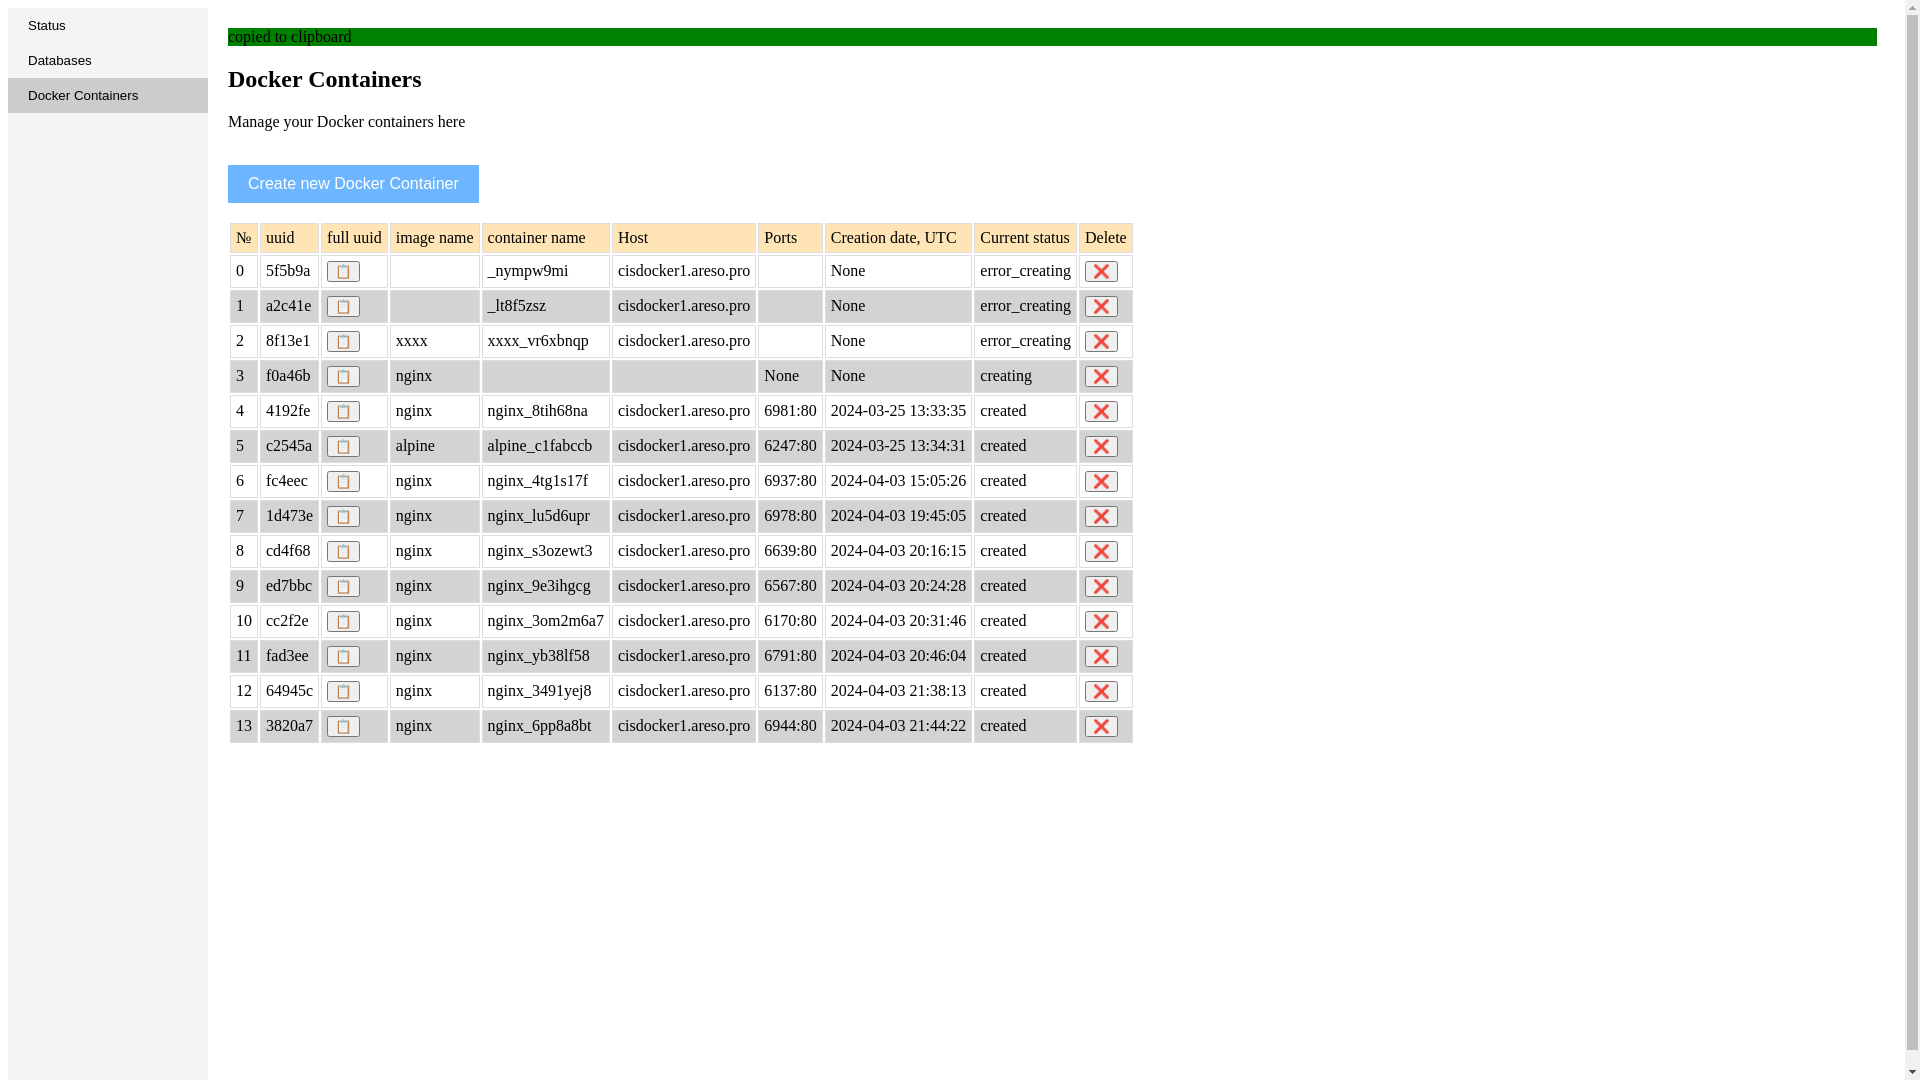 Status
Databases
Docker Containers
copied to clipboard
Docker Containers
Manage your Docker containers here
Create new Docker Container
№ uuid full uuid image name container name Host Ports Creation date, UTC Current status Delete
0 5f5b9a _nympw9mi cisdocker1.areso.pro None error_creating
1 a2c41e _lt8f5zsz cisdocker1.areso.pro None error_creating
2 8f13e1 xxxx xxxx_vr6xbnqp cisdocker1.areso.pro None error_creating
3 f0a46b nginx None None creating
4 4192fe nginx nginx_8tih68na cisdocker1.areso.pro 6981:80 2024-03-25 13:33:35 created
5 c2545a alpine alpine_c1fabccb cisdocker1.areso.pro 6247:80 2024-03-25 13:34:31 created
6 fc4eec nginx nginx_4tg1s17f cisdocker1.areso.pro 6937:80 2024-04-03 15:05:26 created
7 1d473e nginx nginx_lu5d6upr cisdocker1.areso.pro 6978:80 2024-04-03 19:45:05 created
8 cd4f68 nginx nginx_s3ozewt3 cisdocker1.areso.pro 6639:80 2024-04-03 20:16:15 created
9 ed7bbc nginx nginx_9e3ihgcg cisdocker1.areso.pro 6567:80 2024-04-03 20:24:28 created
10 cc2f2e nginx nginx_3om2m6a7 cisdocker1.areso.pro 6170:80 2024-04-03 20:31:46 created
11 fad3ee nginx nginx_yb38lf58 cisdocker1.areso.pro 6791:80 2024-04-03 20:46:04 created
12 64945c nginx nginx_3491yej8 cisdocker1.areso.pro 6137:80 2024-04-03 21:38:13 created
13 3820a7 nginx nginx_6pp8a8bt cisdocker1.areso.pro 6944:80 2024-04-03 21:44:22 created